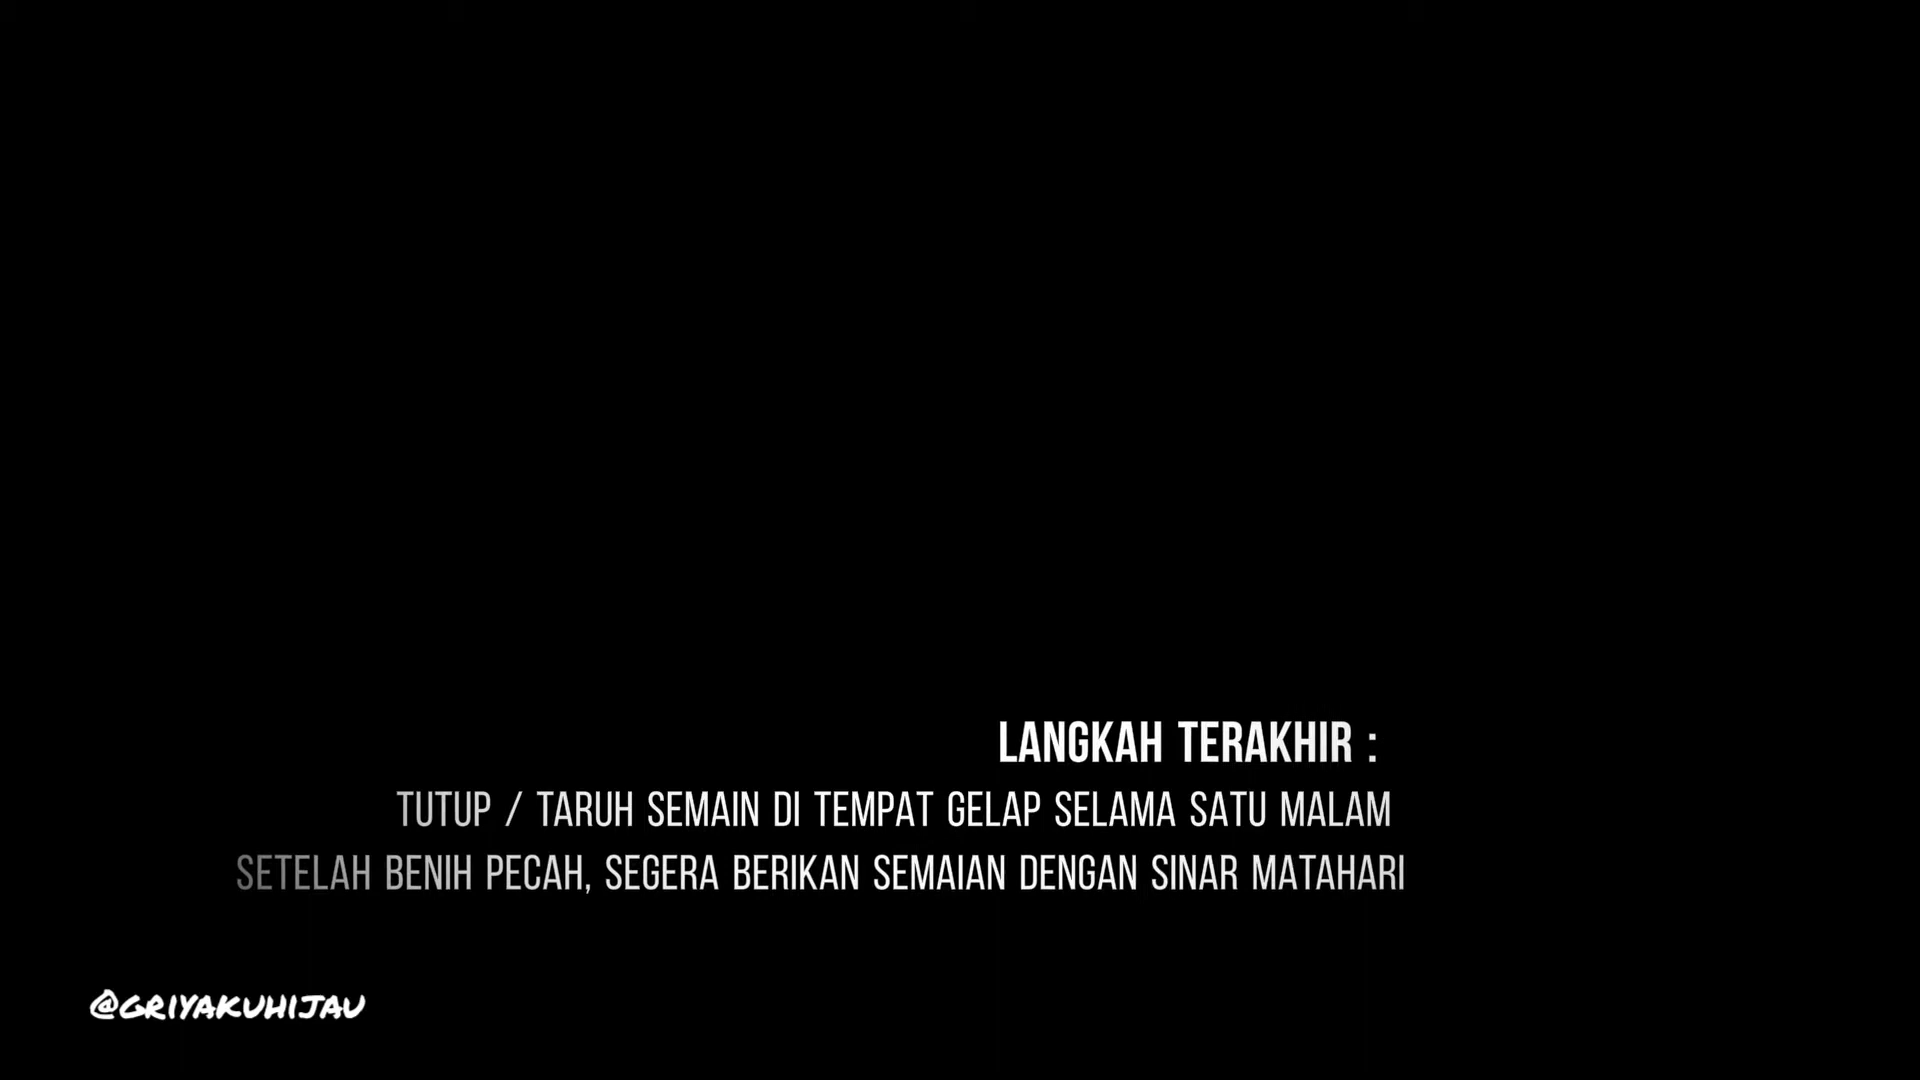 LANGKAH TERAKHIR :
TUTUP / TARUH SEMAIN DI TEMPAT GELAP SELAMA SATU MALAM
SETELAH BENIH PECAH, SEGERA BERIKAN SEMAIAN DENGAN SINAR MATAHARI
@GRIYAKUHIJAU